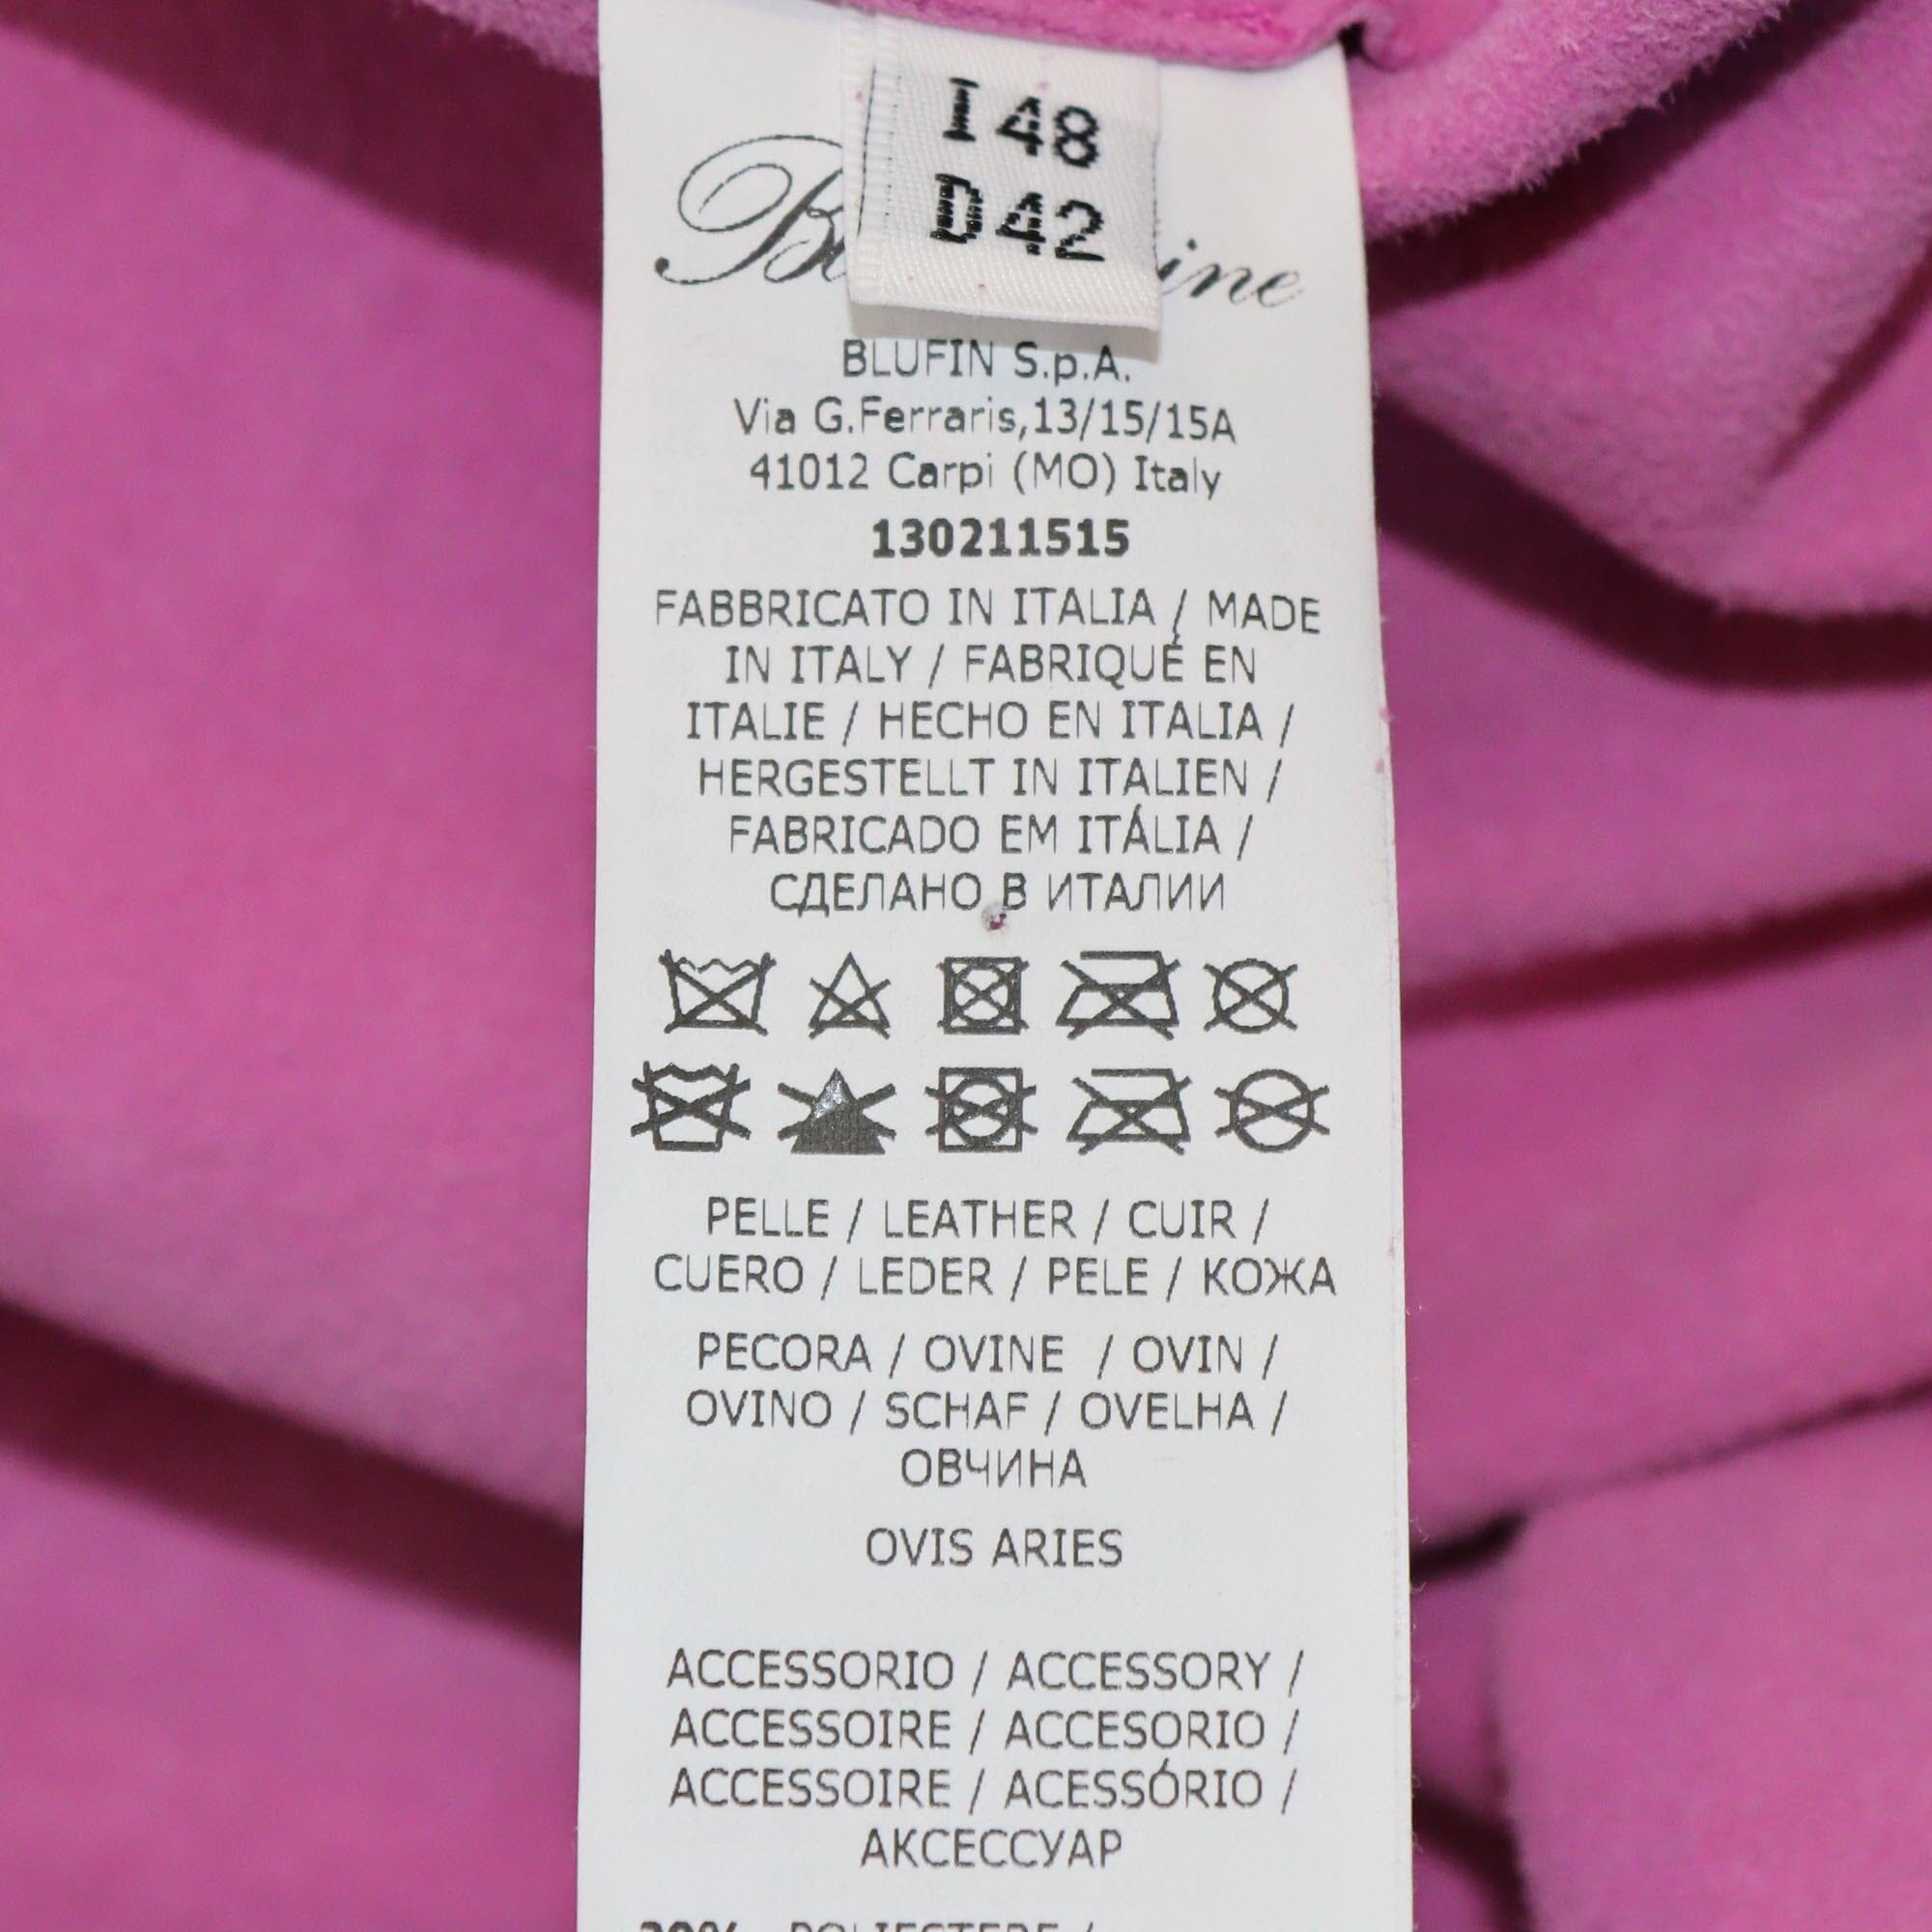 I 48
D 42
BLUFIN S.p.A.
Via G.Ferraris,13/15/15A
41012 Carpi (MO) Italy
130211515
FABBRICATO IN ITALIA / MADE
IN ITALY / FABRIQUÉ EN
ITALIE / HECHO EN ITALIA /
HERGESTELLT IN ITALIEN /
FABRICADO EM ITÁLIA /
СДЕЛАНО В ИТАЛИИ
PELLE / LEATHER / CUIR /
CUERO / LEDER / PELE / КОЖА
PECORA / OVINE / OVIN /
OVINO / SCHAF / OVELHA /
ОВЧИНА
OVIS ARIES
ACCESSORIO / ACCESSORY /
ACCESSOIRE / ACCESORIO /
ACCESSOIRE / ACESSÓRIO /
АКСЕССУАР
POLIESTERE /